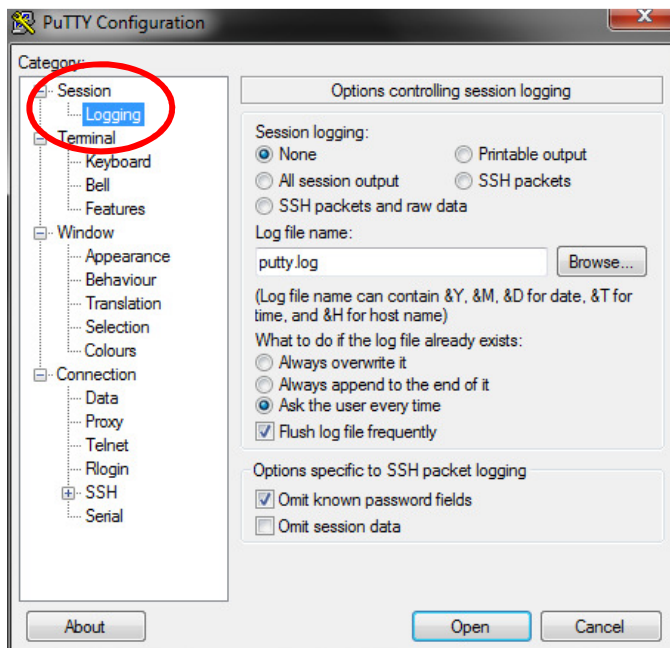 PuTTY Configuration
Category:
Session
Logging
Terminal
Keyboard
Bell
Features
Window
Appearance
Behaviour
Translation
Selection
Colours
Connection
Data
Proxy
Telnet
Rlogin
SSH
Serial
Options controlling session logging
Session logging:
None
Printable output
All session output
SSH packets
SSH packets and raw data
Log file name:
putty.log
Browse...
(Log file name can contain &Y, &M, &D for date, &T for
time, and &H for host name)
What to do if the log file already exists:
Always overwrite it
Always append to the end of it
Ask the user every time
Flush log file frequently
Options specific to SSH packet logging
Omit known password fields
Omit session data
About
Open
Cancel